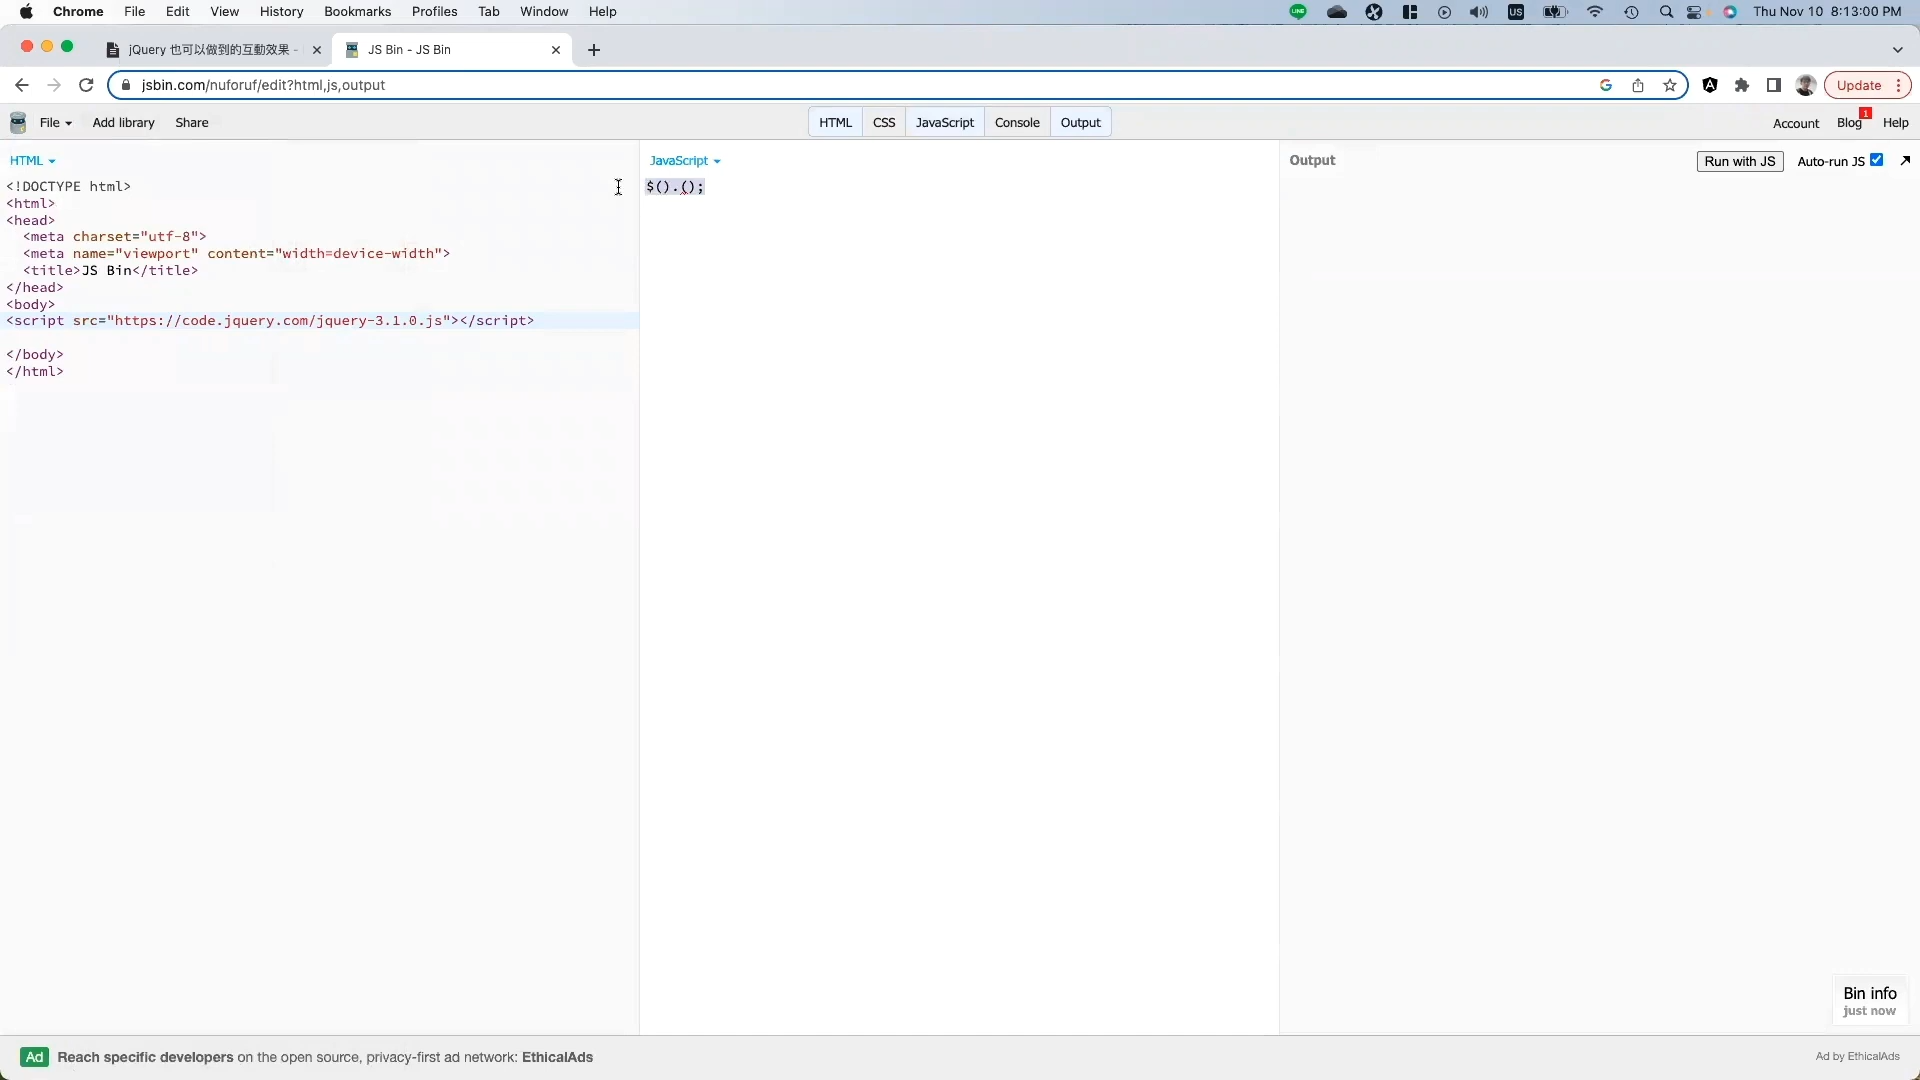 Chrome File Edit View History Bookmarks Profiles Tab Window Help LINE US Thu Nov 10 8:13:00 PM
jQuery 也可以做到的互動效果 - JS Bin - JS Bin
jsbin.com/nuforuf/edit?html,js,output Update
File Add library Share HTML CSS JavaScript Console Output Account Blog 1 Help
HTML JavaScript Output Run with JS Auto-run JS
<!DOCTYPE html> $().();
<html>
<head>
<meta charset="utf-8">
<meta name="viewport" content="width=device-width">
<title>JS Bin</title>
</head>
<body>
<script src="https://code.jquery.com/jquery-3.1.0.js"></script>
</body>
</html>
Bin info
just now
Ad Reach specific developers on the open source, privacy-first ad network: EthicalAds Ad by EthicalAds